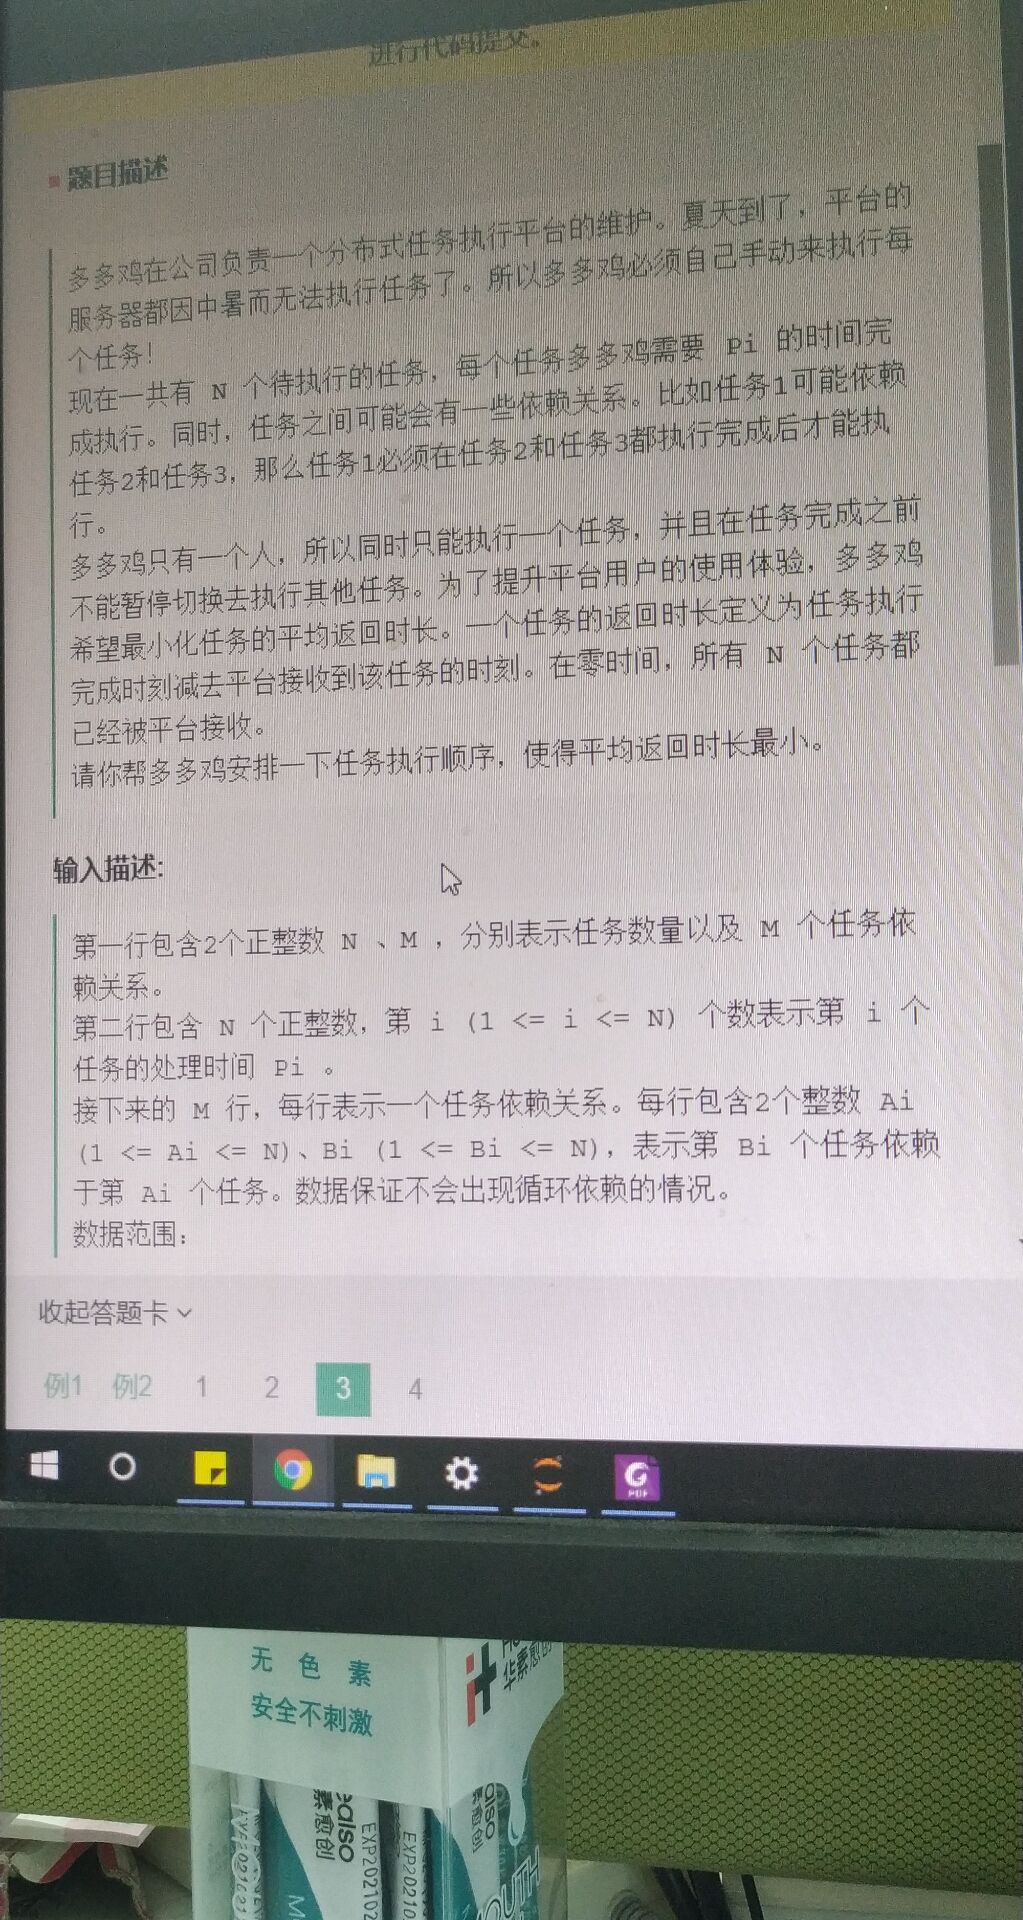 进行代码提交。
题目描述
多多鸡在公司负责一个分布式任务执行平台的维护。夏天到了，平台的
服务器都因中暑而无法执行任务了。所以多多鸡必须自己手动来执行每
个任务！
现在一共有 N 个待执行的任务，每个任务多多鸡需要 Pi 的时间完
成执行。同时，任务之间可能会有一些依赖关系。比如任务1可能依赖
任务2和任务3，那么任务1必须在任务2和任务3都执行完成后才能执
行。
多多鸡只有一个人，所以同时只能执行一个任务，并且在任务完成之前
不能暂停切换去执行其他任务。为了提升平台用户的使用体验，多多鸡
希望最小化任务的平均返回时长。一个任务的返回时长定义为任务执行
完成时刻减去平台接收到该任务的时刻。在零时间，所有 N 个任务都
已经被平台接收。
请你帮多多鸡安排一下任务执行顺序，使得平均返回时长最小。
输入描述:
第一行包含2个正整数 N 、M ，分别表示任务数量以及 M 个任务依
赖关系。
第二行包含 N 个正整数，第 i (1 <= i <= N) 个数表示第 i 个
任务的处理时间 Pi 。
接下来的 M 行，每行表示一个任务依赖关系。每行包含2个整数 Ai
(1 <= Ai <= N)、Bi (1 <= Bi <= N)，表示第 Bi 个任务依赖
于第 Ai 个任务。数据保证不会出现循环依赖的情况。
数据范围：
收起答题卡
例1 例2 1 2 3 4
PDF
无色素
安全不刺激
华素愈创
ealso
素愈创
EXP202102